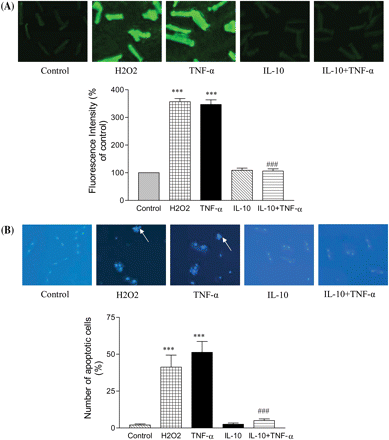 (A)
Control H2O2 TNF-α IL-10 IL-10+TNF-α
Fluorescence Intensity (% of control)
400
300
200
100
0
*** ***
###
Control H2O2 TNF-α IL-10 IL-10+TNF-α
(B)
Control H2O2 TNF-α IL-10 IL-10+TNF-α
Number of apoptotic cells (%)
75
50
25
0
*** ***
###
Control H2O2 TNF-α IL-10 IL-10+TNF-α